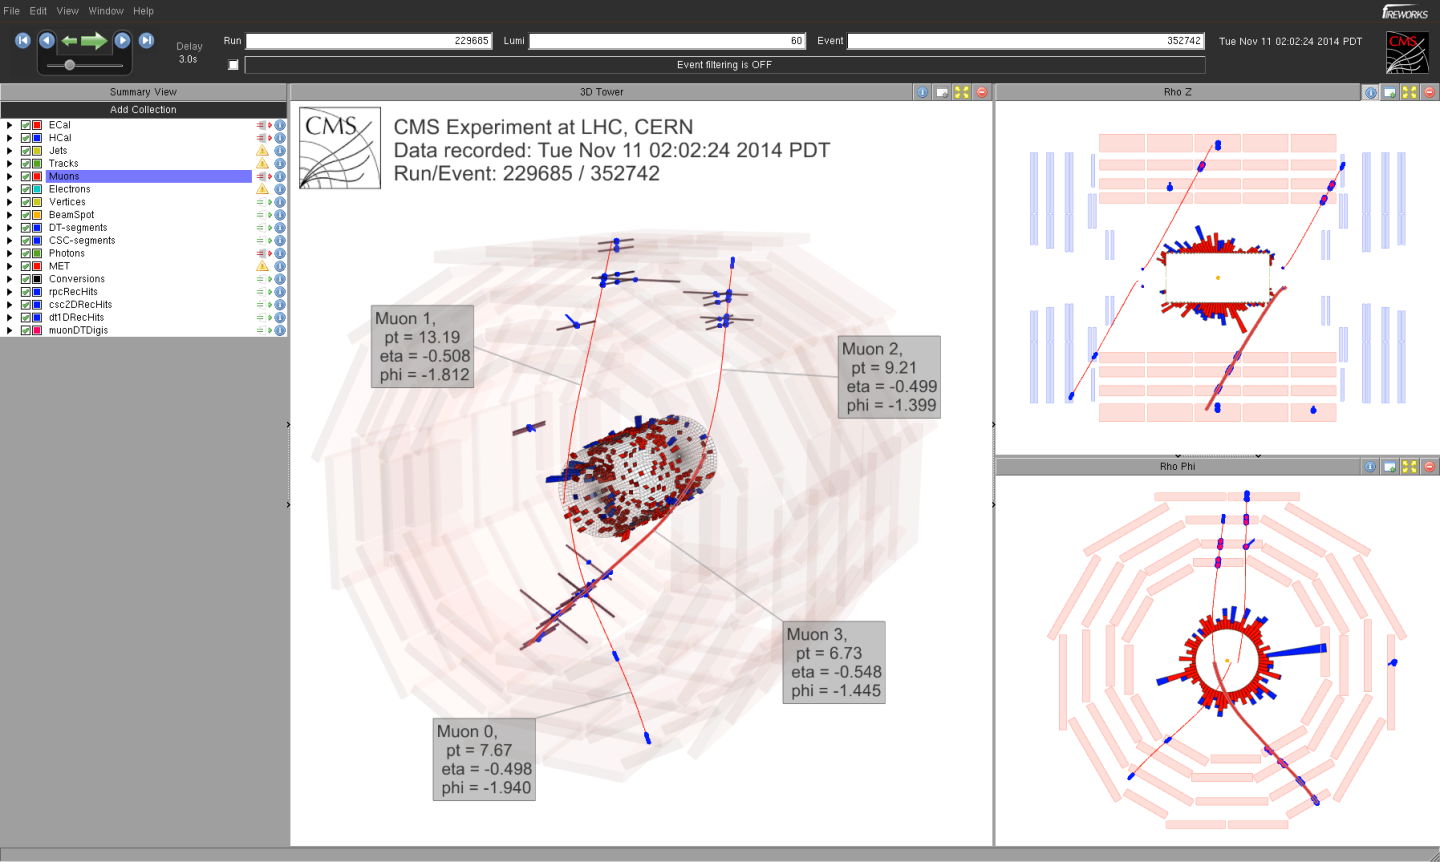 File Edit View Window Help
FIREWORKS
Delay
3.0s
Run 229685 Lumi 60 Event 352742 Tue Nov 11 02:02:24 2014 PDT
Event filtering is OFF
CMS
Summary View
Add Collection
ECal
HCal
Jets
Tracks
Muons
Electrons
Vertices
BeamSpot
DT-segments
CSC-segments
Photons
MET
Conversions
rpcRecHits
csc2DRecHits
dt1DRecHits
muonDTDigis
3D Tower
CMS
CMS Experiment at LHC, CERN
Data recorded: Tue Nov 11 02:02:24 2014 PDT
Run/Event: 229685 / 352742
Muon 1,
pt = 13.19
eta = -0.508
phi = -1.812
Muon 2,
pt = 9.21
eta = -0.499
phi = -1.399
Muon 3,
pt = 6.73
eta = -0.548
phi = -1.445
Muon 0,
pt = 7.67
eta = -0.498
phi = -1.940
Rho Z
Rho Phi